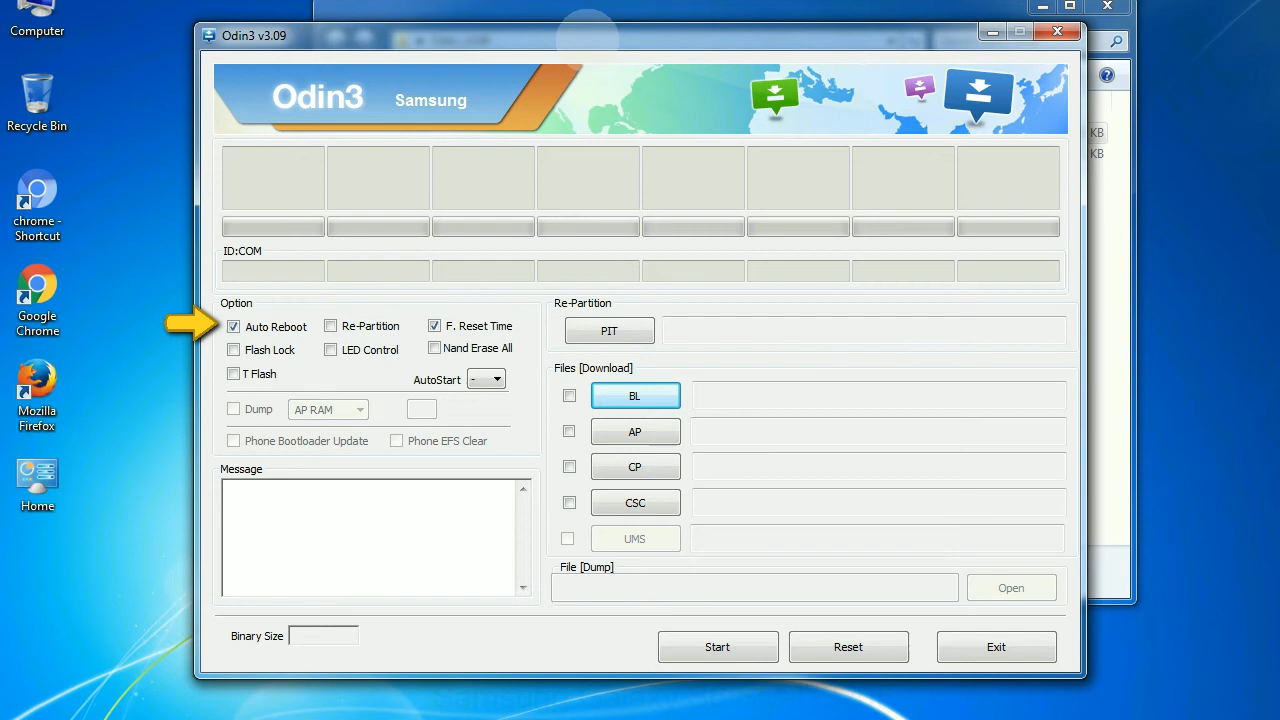 Computer
Recycle Bin
chrome -
Shortcut
Google
Chrome
Mozilla
Firefox
Home
Odin3 v3.09
Odin3 Samsung
ID:COM
Option
Auto Reboot
Re-Partition
F. Reset Time
Flash Lock
LED Control
Nand Erase All
T Flash
AutoStart -
Dump
AP RAM
Phone Bootloader Update
Phone EFS Clear
Message
Re-Partition
PIT
Files [Download]
BL
AP
CP
CSC
UMS
File [Dump]
Open
Binary Size
Start
Reset
Exit
KB
KB